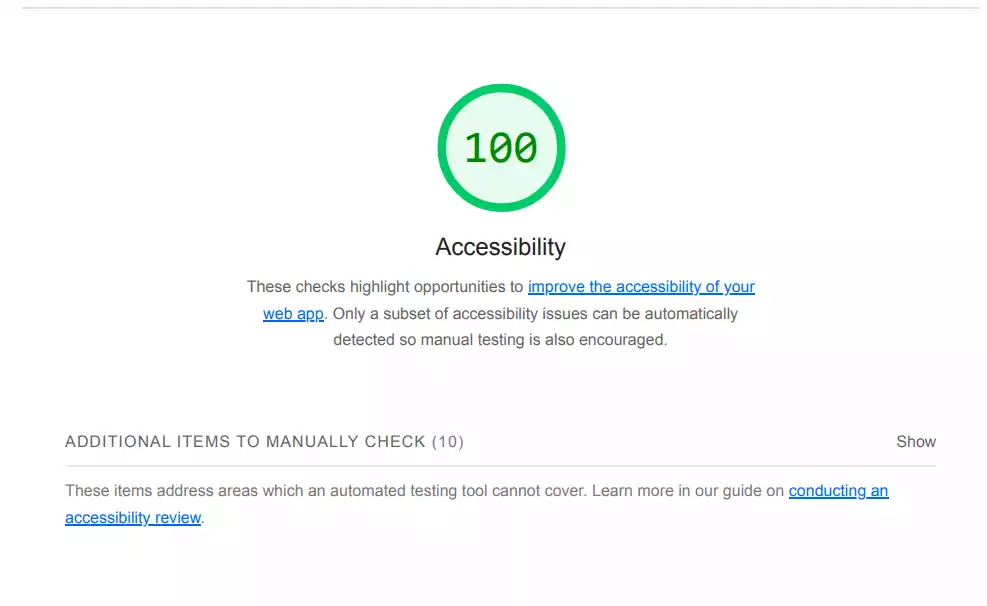 100
Accessibility
These checks highlight opportunities to improve the accessibility of your
web app. Only a subset of accessibility issues can be automatically
detected so manual testing is also encouraged.
ADDITIONAL ITEMS TO MANUALLY CHECK (10) Show
These items address areas which an automated testing tool cannot cover. Learn more in our guide on conducting an
accessibility review.